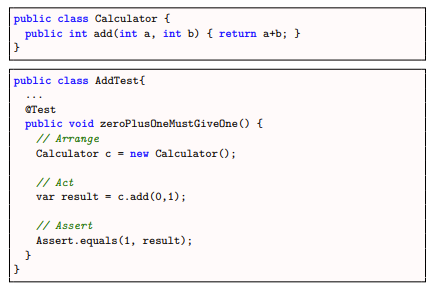 public class Calculator {
  public int add(int a, int b) { return a+b; }
}
public class AddTest{
  ...
  @Test
  public void zeroPlusOneMustGiveOne() {
    // Arrange
    Calculator c = new Calculator();
    // Act
    var result = c.add(0,1);
    // Assert
    Assert.equals(1, result);
  }
}